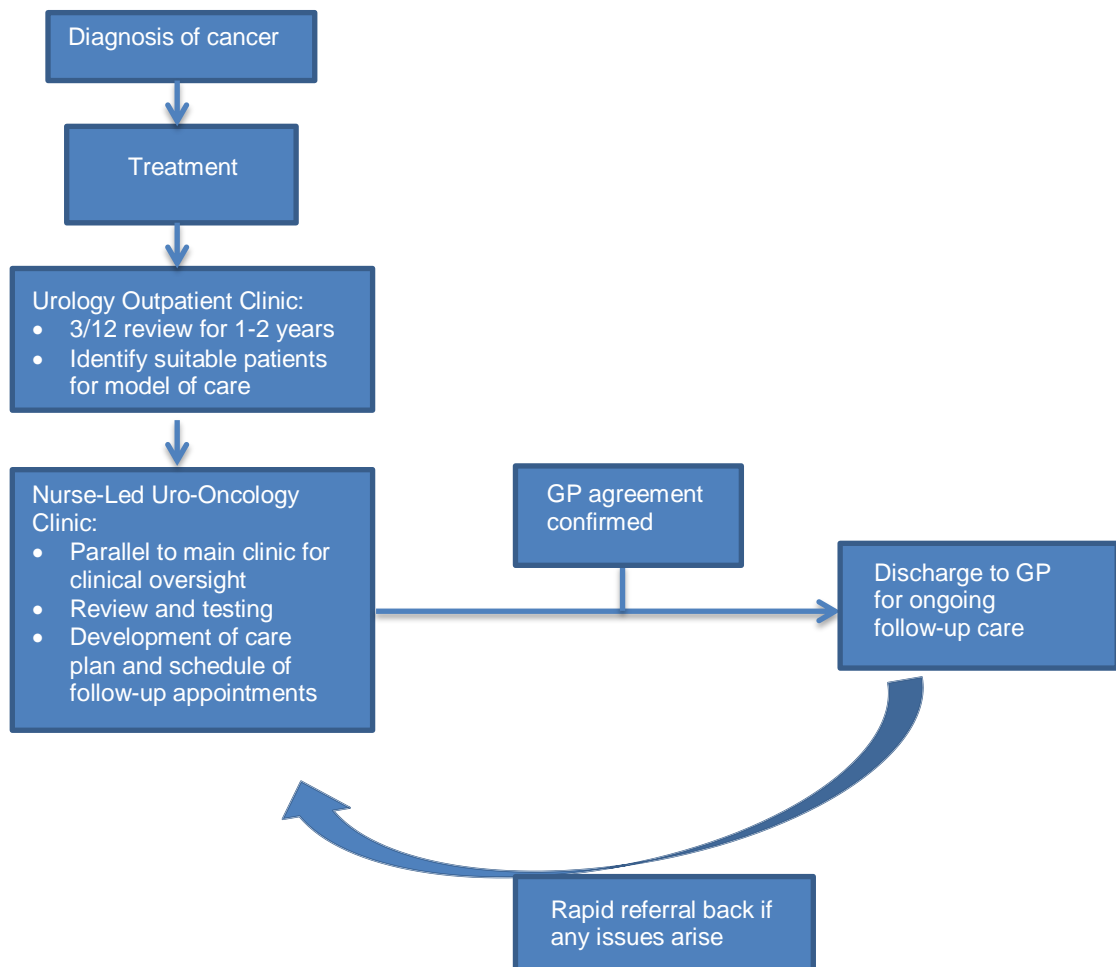 Diagnosis of cancer
Treatment
Urology Outpatient Clinic:
• 3/12 review for 1-2 years
• Identify suitable patients
for model of care
Nurse-Led Uro-Oncology
Clinic:
• Parallel to main clinic for
clinical oversight
• Review and testing
• Development of care
plan and schedule of
follow-up appointments
GP agreement
confirmed
Discharge to GP
for ongoing
follow-up care
Rapid referral back if
any issues arise